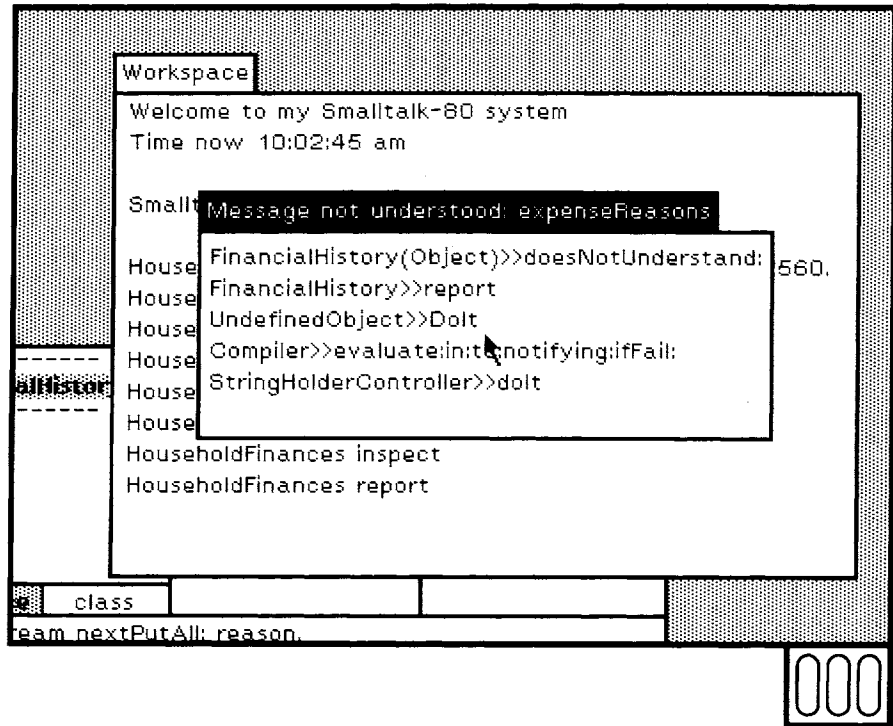 Workspace
Welcome to my Smalltalk-80 system
Time now 10:02:45 am
Smallt
Message not understood: expenseReasons
FinancialHistory(Object)>>doesNotUnderstand:
House 560.
FinancialHistory>>report
House
UndefinedObject>>DoIt
House
Compiler>>evaluate:in:to:notifying:ifFail:
House
StringHolderController>>doIt
House
House
HouseholdFinances inspect
HouseholdFinances report
alHistor
class
ream nextPutAll: reason.